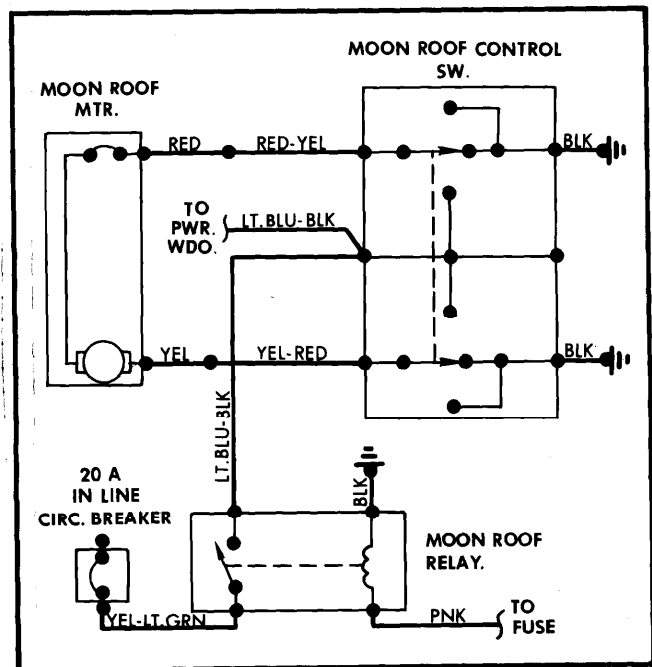 MOON ROOF CONTROL
SW.
MOON ROOF
MTR.
RED
RED-YEL
BLK
TO
PWR.
WDO.
LT.BLU-BLK
YEL
YEL-RED
BLK
LT.BLU-BLK
BLK
20 A
IN LINE
CIRC. BREAKER
MOON ROOF
RELAY.
YEL-LT.GRN
PNK
TO
FUSE